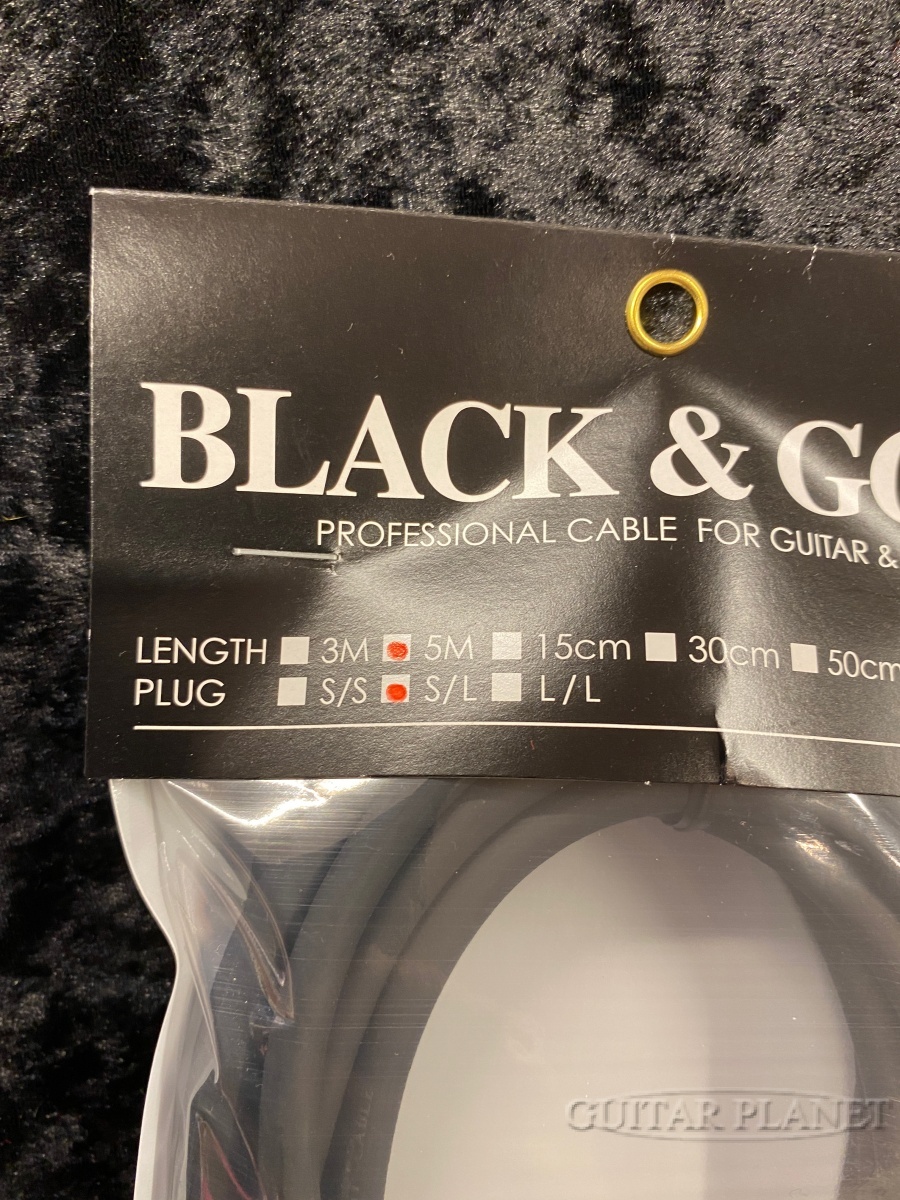 BLACK & GO
PROFESSIONAL CABLE FOR GUITAR &
LENGTH 3M 5M 15cm 30cm 50cm
PLUG S/S S/L L/L
GUITAR PLANET